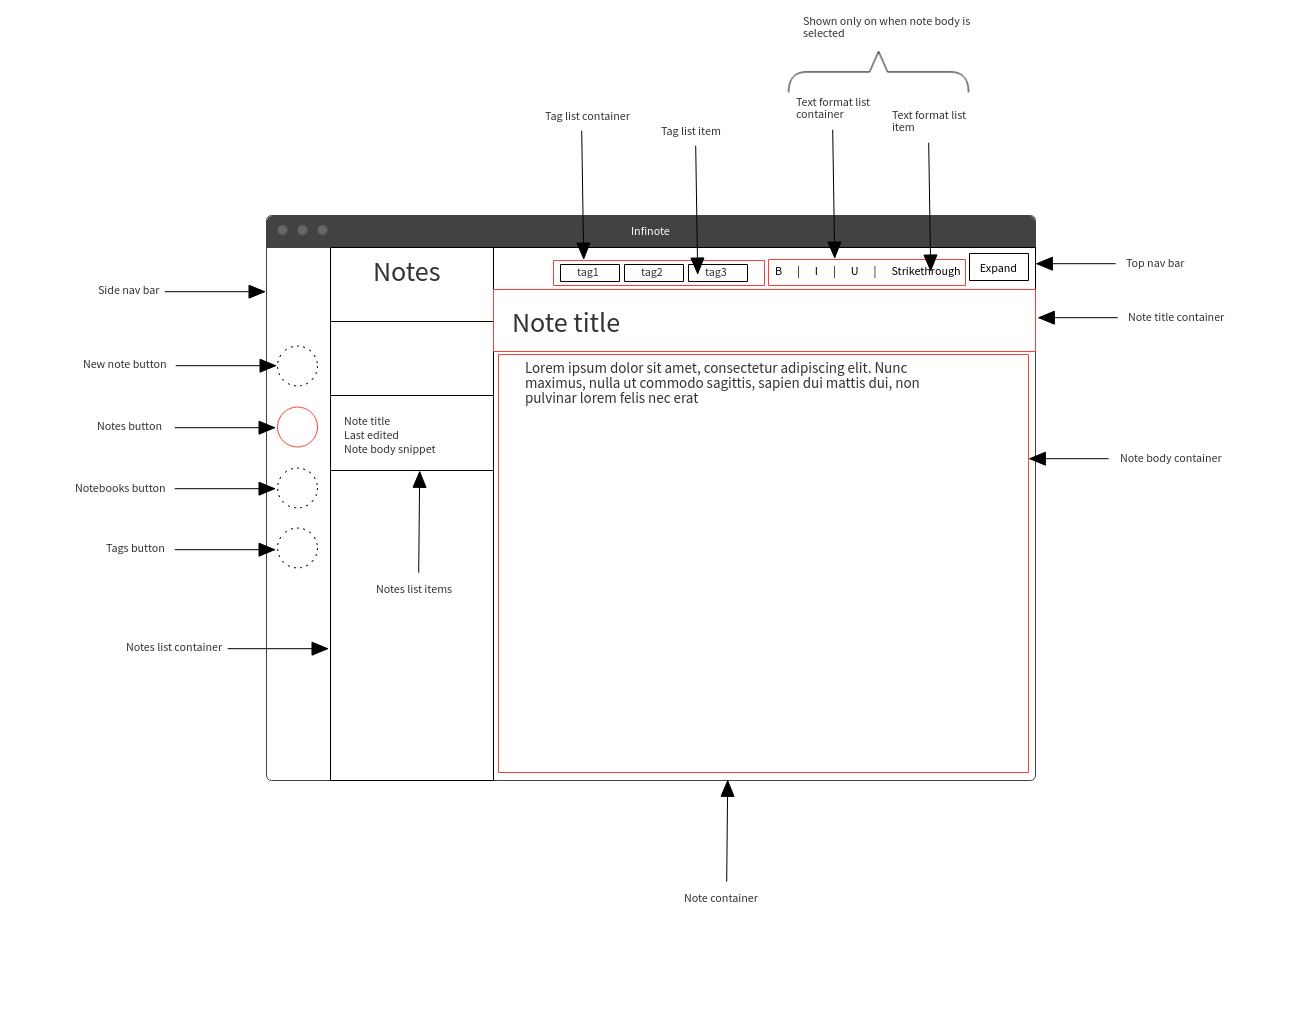 Shown only on when note body is
selected
Text format list
container
Text format list
item
Tag list container
Tag list item
Infinote
Notes
tag1
tag2
tag3
B | I | U | Strikethrough
Expand
Top nav bar
Side nav bar
Note title
Note title container
New note button
Lorem ipsum dolor sit amet, consectetur adipiscing elit. Nunc
maximus, nulla ut commodo sagittis, sapien dui mattis dui, non
pulvinar lorem felis nec erat
Notes button
Note title
Last edited
Note body snippet
Note body container
Notebooks button
Tags button
Notes list items
Notes list container
Note container